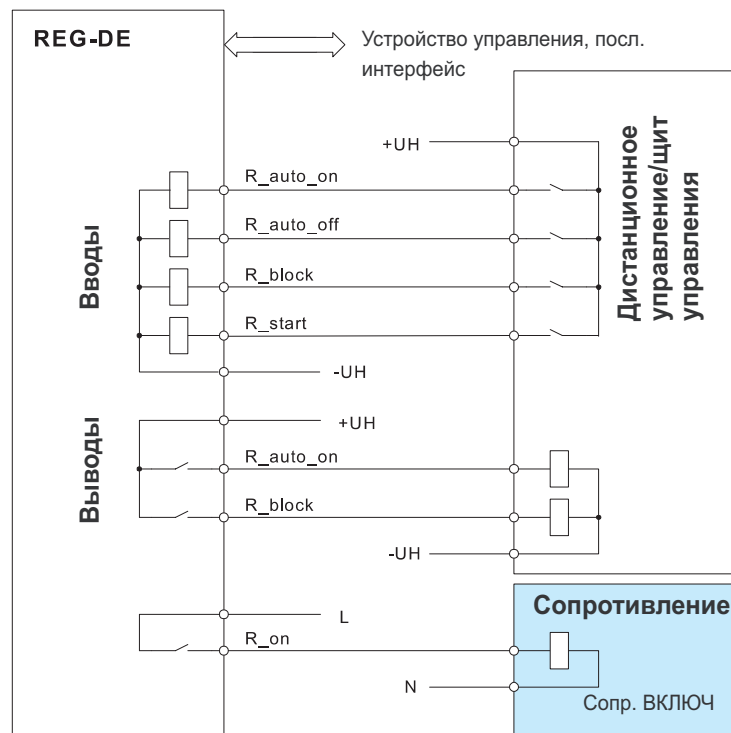 REG-DE
Устройство управления, посл.
интерфейс
+UH
Дистанционное
управление/щит
управления
Вводы
R_auto_on
R_auto_off
R_block
R_start
-UH
Выводы
+UH
R_auto_on
R_block
-UH
Сопротивление
L
R_on
N
Сопр. ВКЛЮЧ